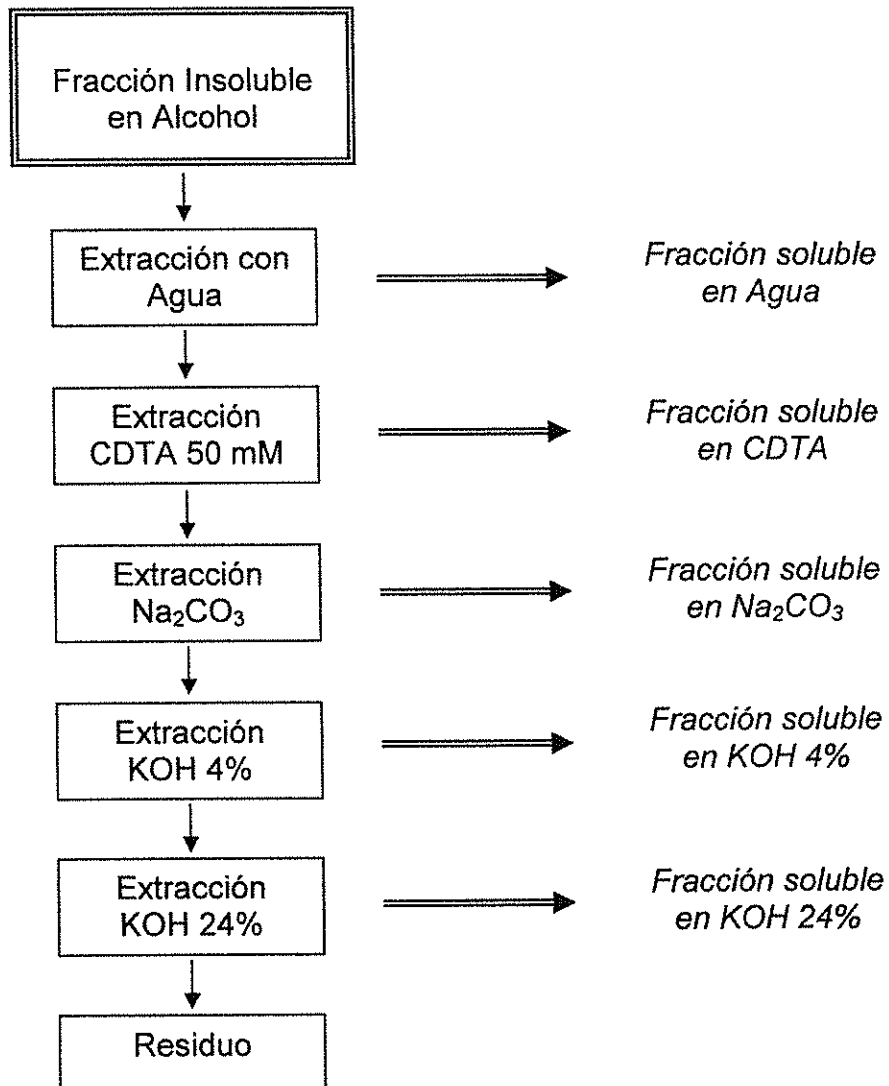 Fracción Insoluble
en Alcohol
Extracción con
Agua
Fracción soluble
en Agua
Extracción
CDTA 50 mM
Fracción soluble
en CDTA
Extracción
Na₂CO₃
Fracción soluble
en Na₂CO₃
Extracción
KOH 4%
Fracción soluble
en KOH 4%
Extracción
KOH 24%
Fracción soluble
en KOH 24%
Residuo